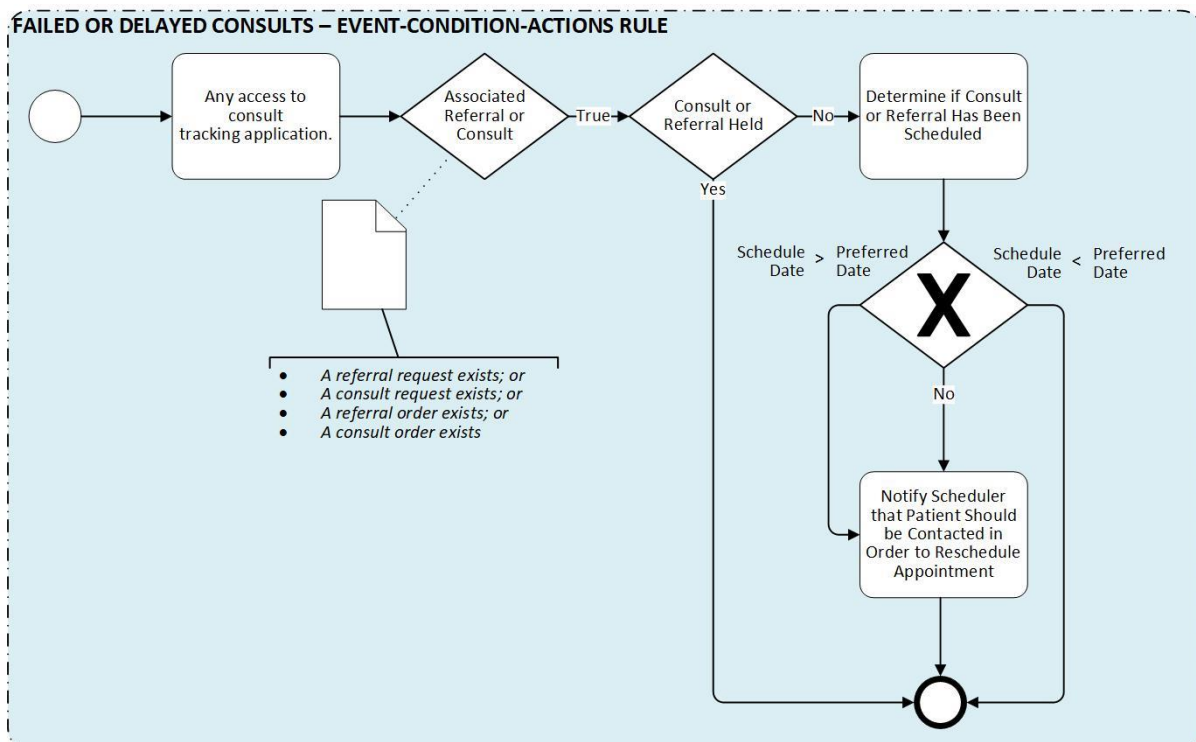 FAILED OR DELAYED CONSULTS – EVENT-CONDITION-ACTIONS RULE
Any access to
consult
tracking application.
Associated
Referral or
Consult
True
Consult or
Referral Held
No
Determine if Consult
or Referral Has Been
Scheduled
Yes
Schedule
Date
>
Preferred
Date
Schedule
Date
<
Preferred
Date
X
• A referral request exists; or
• A consult request exists; or
• A referral order exists; or
• A consult order exists
No
Notify Scheduler
that Patient Should
be Contacted in
Order to Reschedule
Appointment